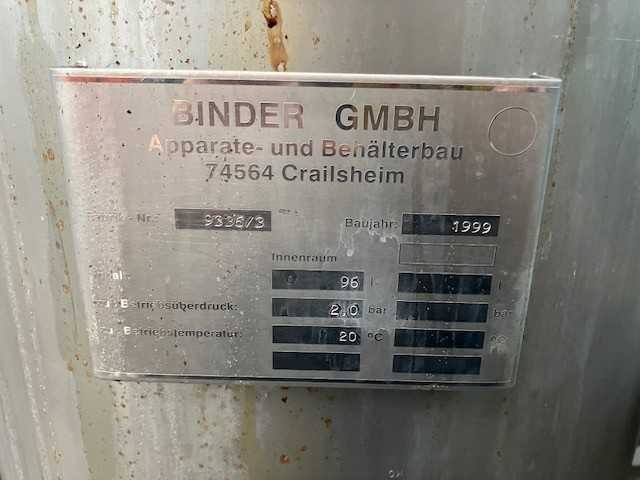 BINDER GMBH
Apparate- und Behälterbau
74564 Crailsheim
Nr.: 9336/3 Baujahr: 1999
Innenraum
96 l l
Betriebsüberdruck: 2,0 bar bar
Betriebstemperatur: 20 °C °C